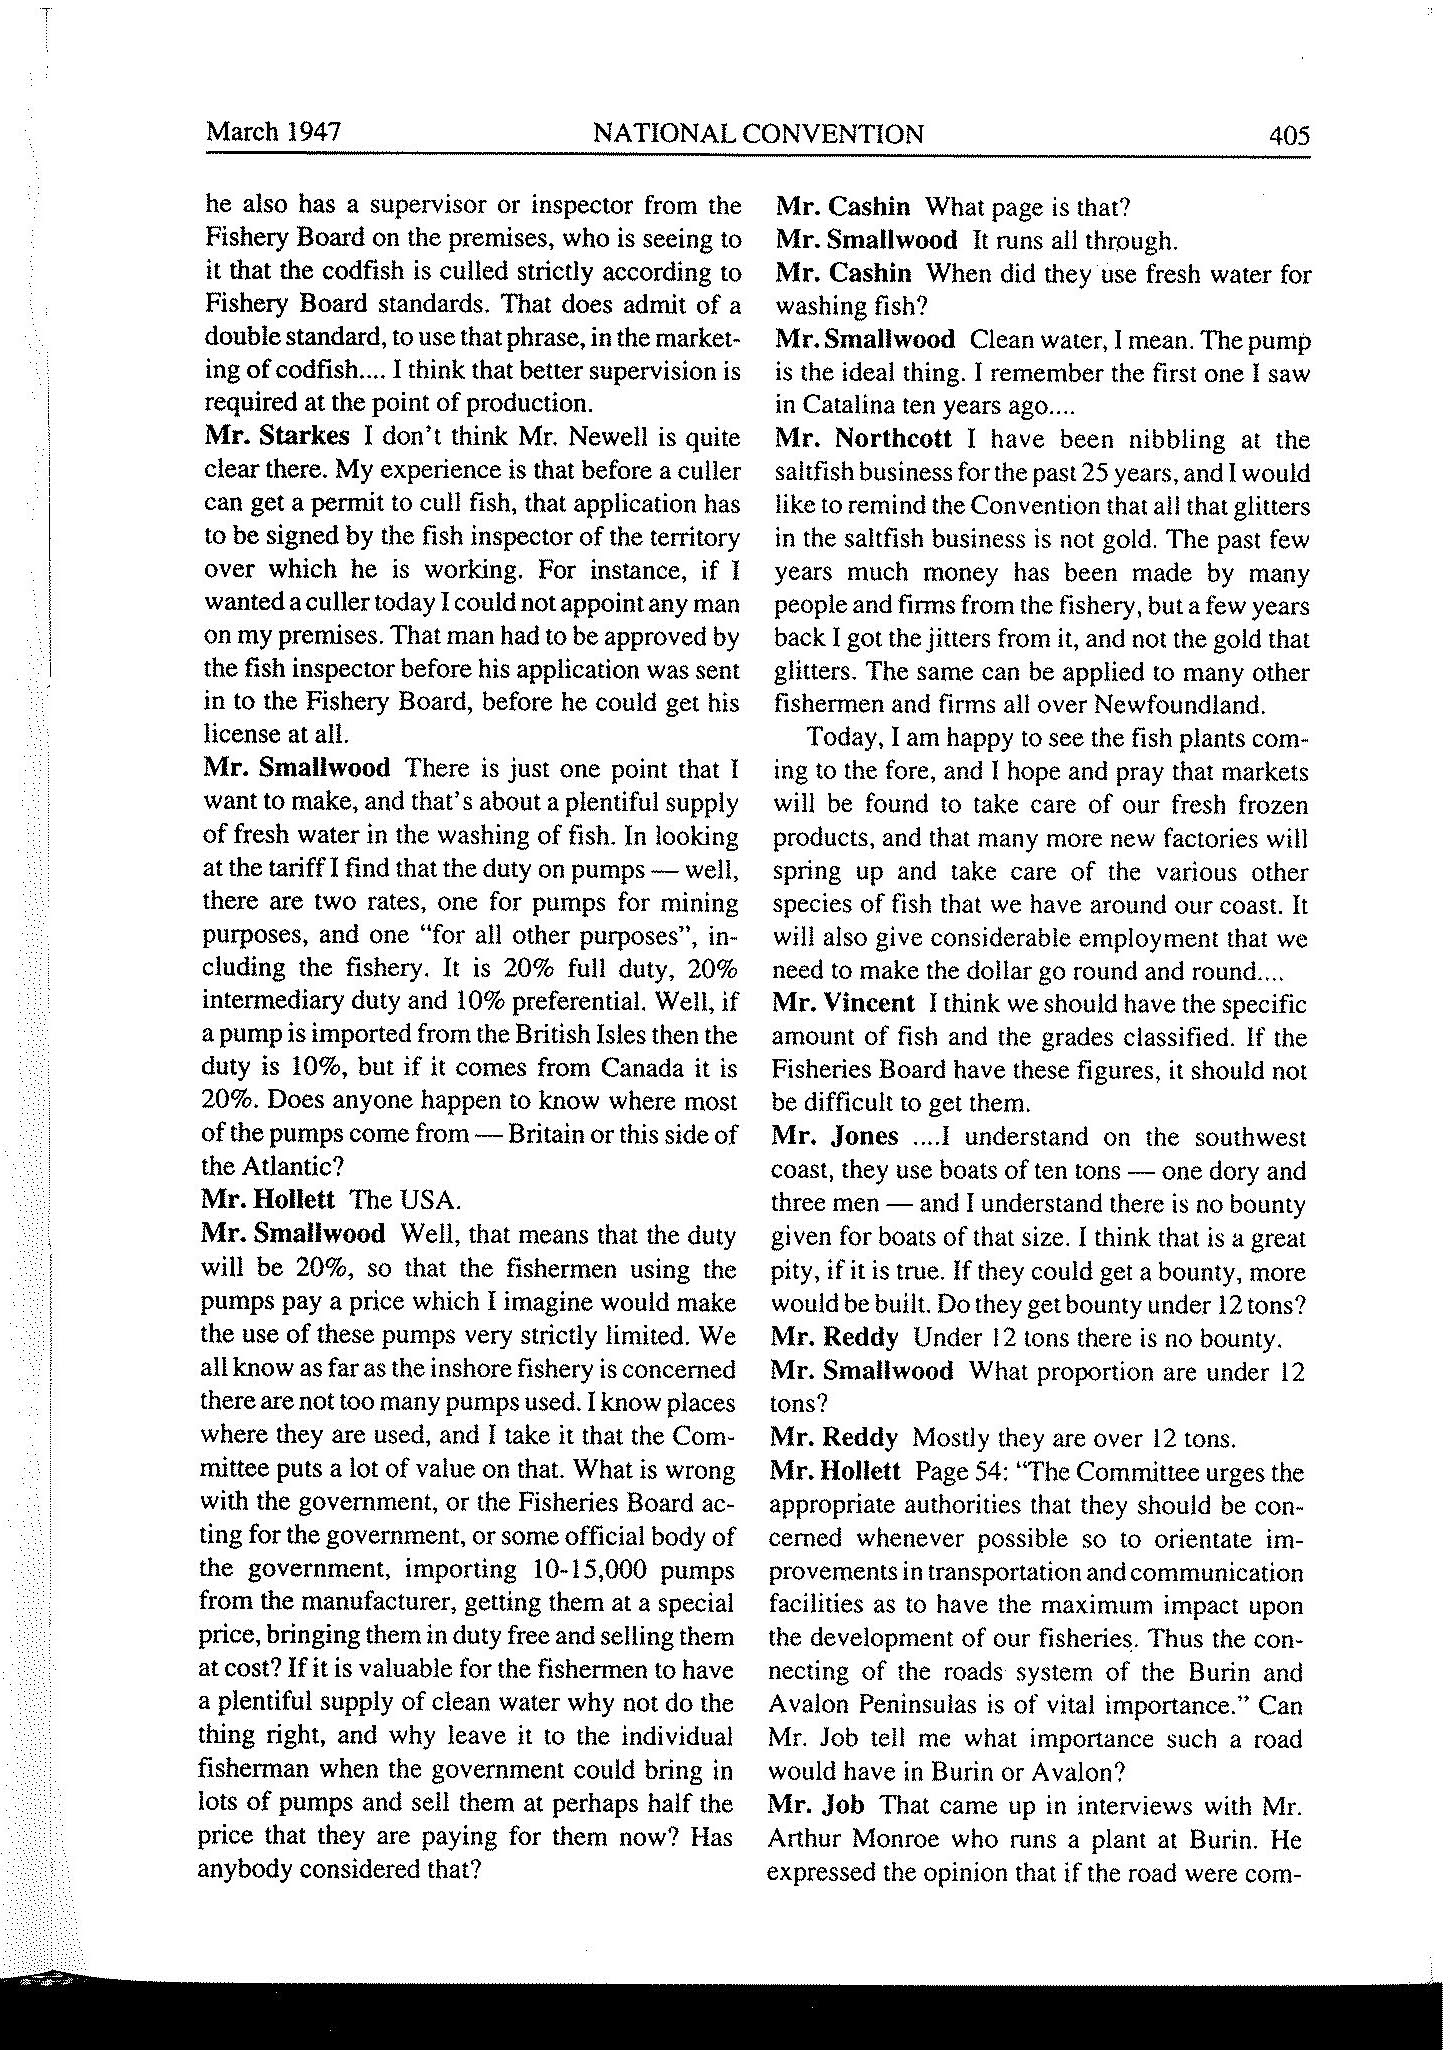 March 1947 NATIONAL CONVENTION 405
he also has a supervisor or inspector from the
Fishery Board on the premises, who is seeing to
it that the codfish is culled strictly according to
Fishery Board standards. That does admit of a
double standard, to use that phrase, in the market-
ing of codfish.... I think that better supervision is
required at the point of production.
Mr. Starkes I don't think Mr. Newell is quite
clear there. My experience is that before a culler
can get a permit to cull fish, that application has
to be signed by the fish inspector of the territory
over which he is working. For instance, if I
wanted a culler today I could not appoint any man
on my premises. That man had to be approved by
the fish inspector before his application was sent
in to the Fishery Board, before he could get his
license at all.
Mr. Smallwood There is just one point that I
want to make, and that's about a plentiful supply
of fresh water in the washing of fish. In looking
at the tariff I find that the duty on pumps — well,
there are two rates, one for pumps for mining
purposes, and one "for all other purposes", in-
cluding the fishery. It is 20% full duty, 20%
intermediary duty and 10% preferential. Well, if
a pump is imported from the British Isles then the
duty is 10%, but if it comes from Canada it is
20%. Does anyone happen to know where most
of the pumps come from — Britain or this side of
the Atlantic?
Mr. Hollett The USA.
Mr. Smallwood Well, that means that the duty
will be 20%, so that the fishermen using the
pumps pay a price which I imagine would make
the use of these pumps very strictly limited. We
all know as far as the inshore fishery is concerned
there are not too many pumps used. I know places
where they are used, and I take it that the Com-
mittee puts a lot of value on that. What is wrong
with the government, or the Fisheries Board ac-
ting for the government, or some official body of
the government, importing 10-15,000 pumps
from the manufacturer, getting them at a special
price, bringing them in duty free and selling them
at cost? If it is valuable for the fishermen to have
a plentiful supply of clean water why not do the
thing right, and why leave it to the individual
fisherman when the government could bring in
lots of pumps and sell them at perhaps half the
price that they are paying for them now? Has
anybody considered that?
Mr. Cashin What page is that?
Mr. Smallwood It runs all through.
Mr. Cashin When did they use fresh water for
washing fish?
Mr. Smallwood Clean water, I mean. The pump
is the ideal thing. I remember the first one I saw
in Catalina ten years ago....
Mr. Northcott I have been nibbling at the
saltfish business for the past 25 years, and I would
like to remind the Convention that all that glitters
in the saltfish business is not gold. The past few
years much money has been made by many
people and firms from the fishery, but a few years
back I got the jitters from it, and not the gold that
glitters. The same can be applied to many other
fishermen and firms all over Newfoundland.
Today, I am happy to see the fish plants com-
ing to the fore, and I hope and pray that markets
will be found to take care of our fresh frozen
products, and that many more new factories will
spring up and take care of the various other
species of fish that we have around our coast. It
will also give considerable employment that we
need to make the dollar go round and round....
Mr. Vincent I think we should have the specific
amount of fish and the grades classified. If the
Fisheries Board have these figures, it should not
be difficult to get them.
Mr. Jones ....I understand on the southwest
coast, they use boats of ten tons — one dory and
three men — and I understand there is no bounty
given for boats of that size. I think that is a great
pity, if it is true. If they could get a bounty, more
would be built. Do they get bounty under 12 tons?
Mr. Reddy Under 12 tons there is no bounty.
Mr. Smallwood What proportion are under 12
tons?
Mr. Reddy Mostly they are over 12 tons.
Mr. Hollett Page 54: "The Committee urges the
appropriate authorities that they should be con-
cerned whenever possible so to orientate im-
provements in transportation and communication
facilities as to have the maximum impact upon
the development of our fisheries. Thus the con-
necting of the roads system of the Burin and
Avalon Peninsulas is of vital importance." Can
Mr. Job tell me what importance such a road
would have in Burin or Avalon?
Mr. Job That came up in interviews with Mr.
Arthur Monroe who runs a plant at Burin. He
expressed the opinion that if the road were com-